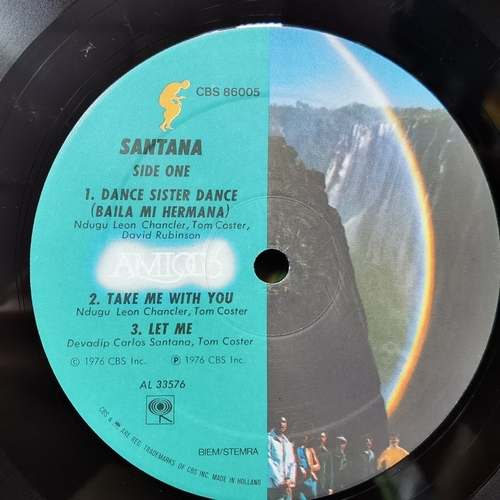 CBS 86005
SANTANA
SIDE ONE
1. DANCE SISTER DANCE
(BAILA MI HERMANA)
Ndugu Leon Chancler, Tom Coster,
David Rubinson
AMIGOS
2. TAKE ME WITH YOU
Ndugu Leon Chancler, Tom Coster
3. LET ME
Devadip Carlos Santana, Tom Coster
© 1976 CBS Inc. ℗ 1976 CBS Inc.
AL 33576
BIEM/STEMRA
CBS & ARE REG. TRADEMARKS OF CBS INC. MADE IN HOLLAND